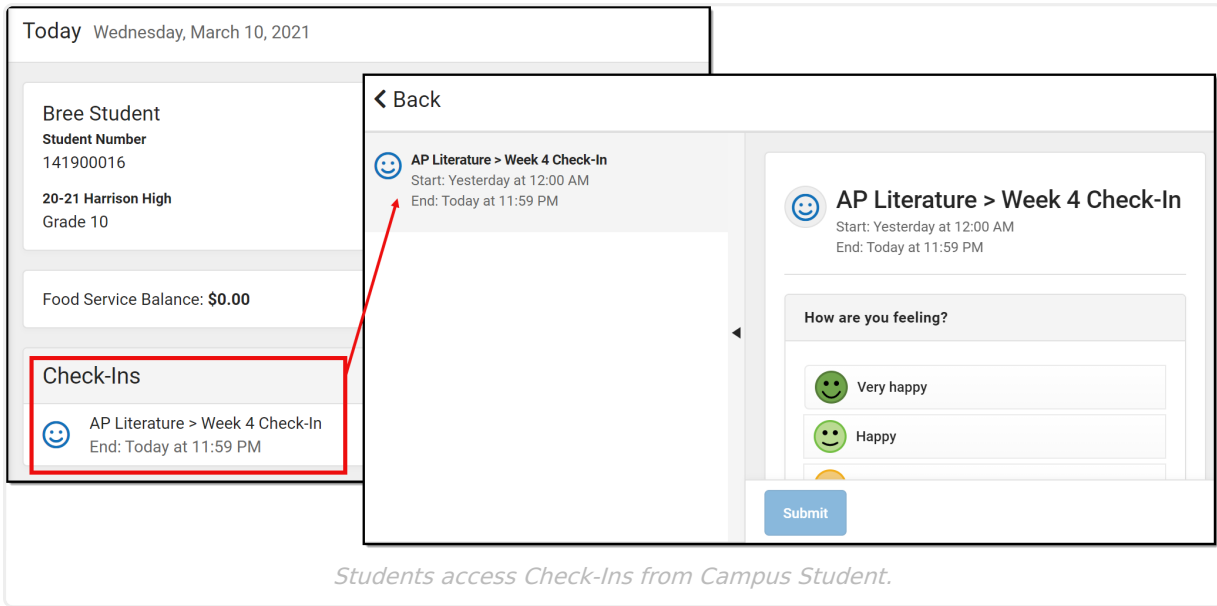 Today Wednesday, March 10, 2021
Bree Student
Student Number
141900016
20-21 Harrison High
Grade 10
Food Service Balance: $0.00
Check-Ins
AP Literature > Week 4 Check-In
End: Today at 11:59 PM
Back
AP Literature > Week 4 Check-In
Start: Yesterday at 12:00 AM
End: Today at 11:59 PM
AP Literature > Week 4 Check-In
Start: Yesterday at 12:00 AM
End: Today at 11:59 PM
How are you feeling?
Very happy
Happy
Submit
Students access Check-Ins from Campus Student.